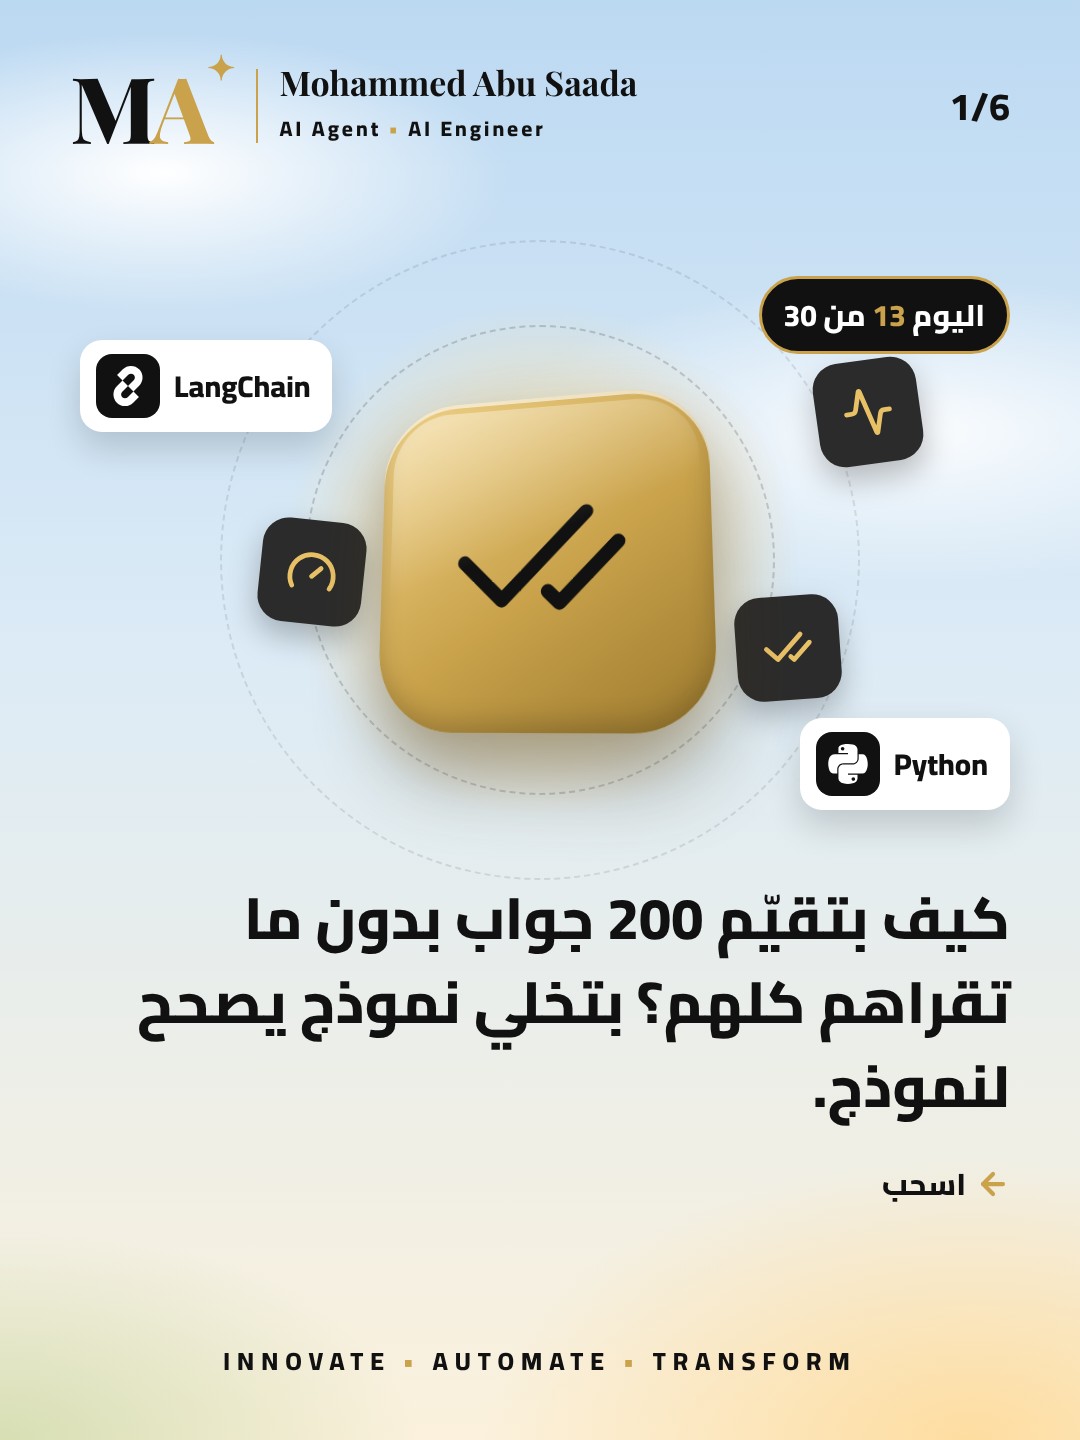 MA
Mohammed Abu Saada
AI Agent ▪ AI Engineer
1/6
اليوم 13 من 30
LangChain
Python
كيف بتقيّم 200 جواب بدون ما
تقراهم كلهم؟ بتخلي نموذج يصحح
لنموذج.
← اسحب
INNOVATE ▪ AUTOMATE ▪ TRANSFORM